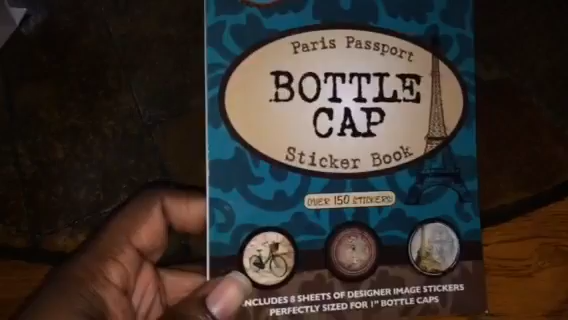 Paris Passport
BOTTLE
CAP
Sticker Book
OVER 150 STICKERS!
INCLUDES 8 SHEETS OF DESIGNER IMAGE STICKERS
PERFECTLY SIZED FOR 1" BOTTLE CAPS